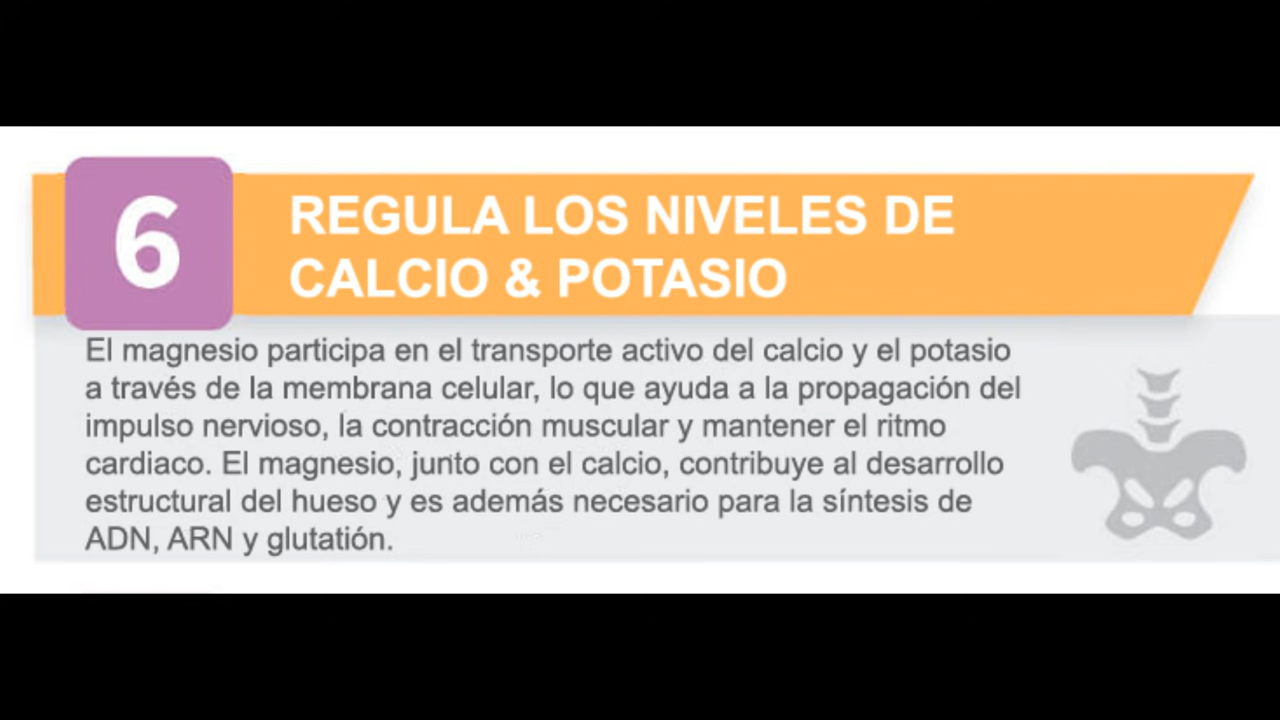 6
REGULA LOS NIVELES DE
CALCIO & POTASIO
El magnesio participa en el transporte activo del calcio y el potasio
a través de la membrana celular, lo que ayuda a la propagación del
impulso nervioso, la contracción muscular y mantener el ritmo
cardiaco. El magnesio, junto con el calcio, contribuye al desarrollo
estructural del hueso y es además necesario para la síntesis de
ADN, ARN y glutatión.